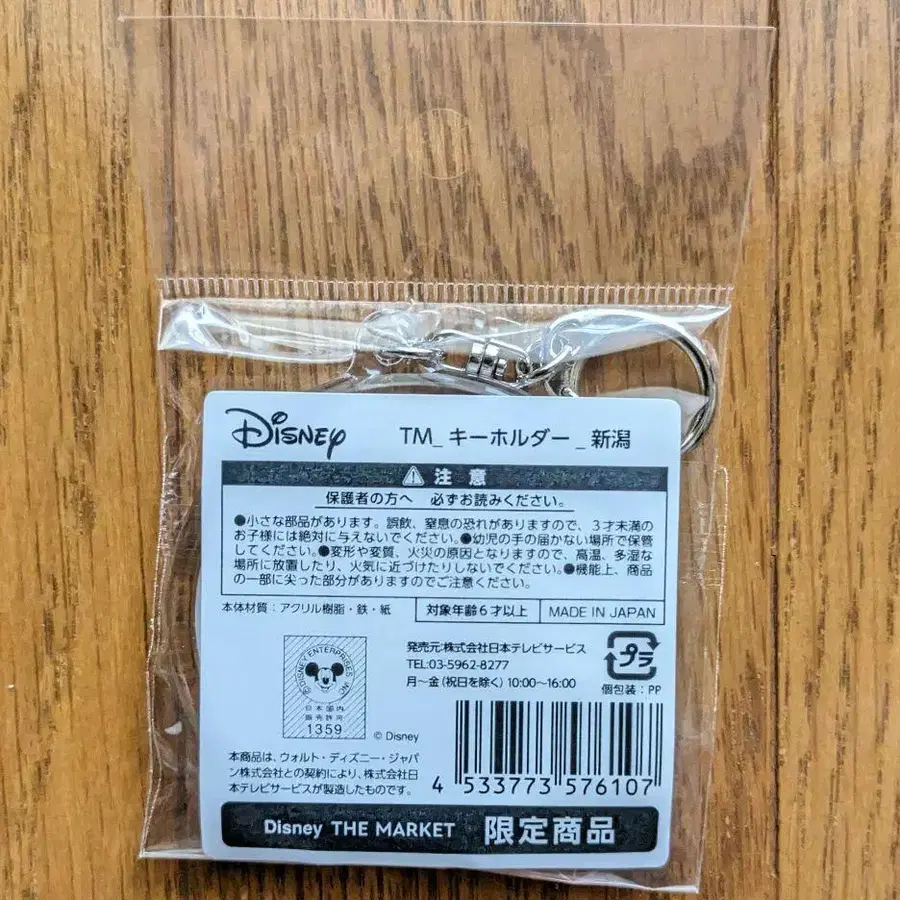 Disney
TM_キーホルダー_新潟
注意
保護者の方へ 必ずお読みください。
●小さな部品があります。誤飲、窒息の恐れがありますので、3才未満の
お子様には絶対に与えないでください。●幼児の手の届かない場所で保管
してください。●変形や変質、火災の原因となりますので、高温、多湿な
場所に放置したり、火気に近づけたりしないでください。●機能上、商品
の一部に尖った部分がありますのでご注意ください。
本体材質:アクリル樹脂・鉄・紙
対象年齢6才以上
MADE IN JAPAN
©DISNEY ENTERPRISES INC
日本国内
販売許可
1359
© Disney
発売元:株式会社日本テレビサービス
TEL:03-5962-8277
月~金(祝日を除く)10:00~16:00
プラ
個包装:PP
本商品は、ウォルト・ディズニー・ジャパ
ン株式会社との契約により、株式会社日
本テレビサービスが製造したものです。
4 533773 576107
Disney THE MARKET 限定商品